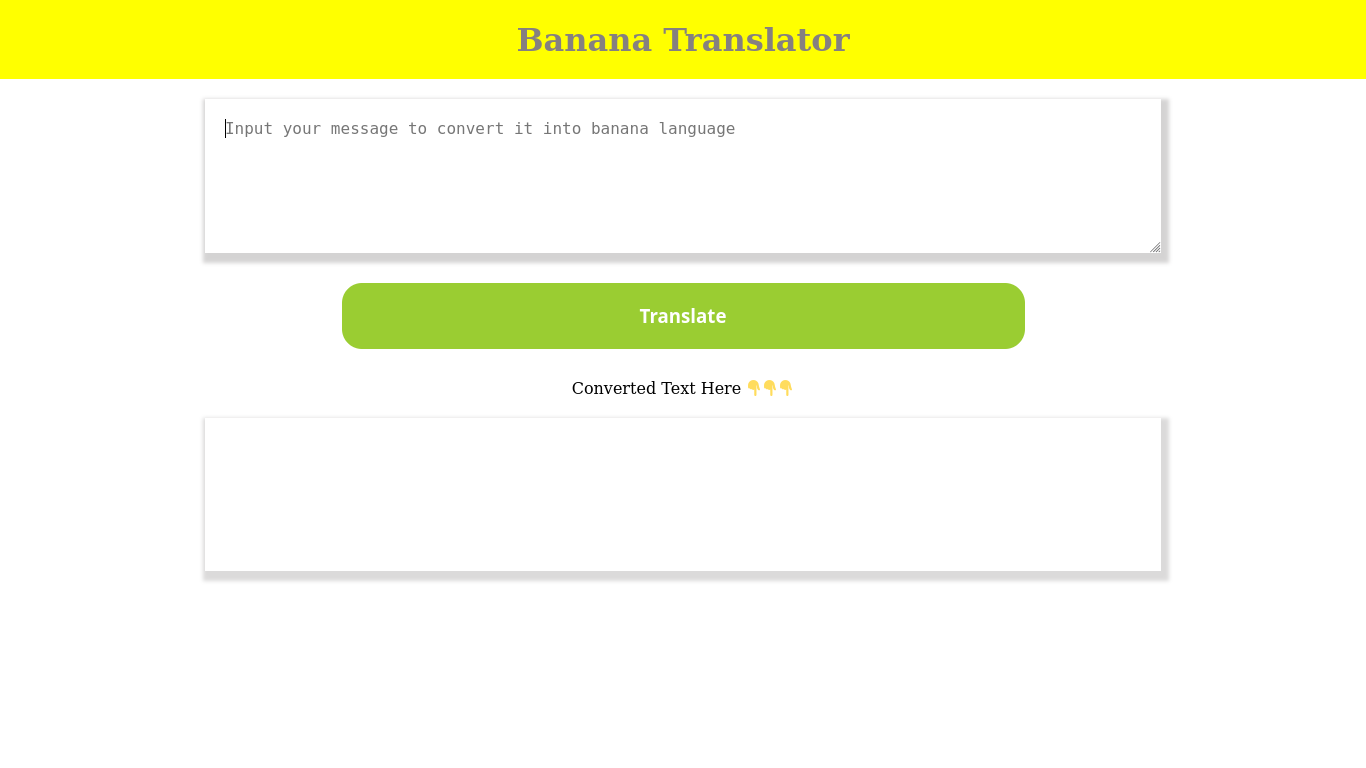 Banana Translator
Input your message to convert it into banana language
Translate
Converted Text Here 👇👇👇